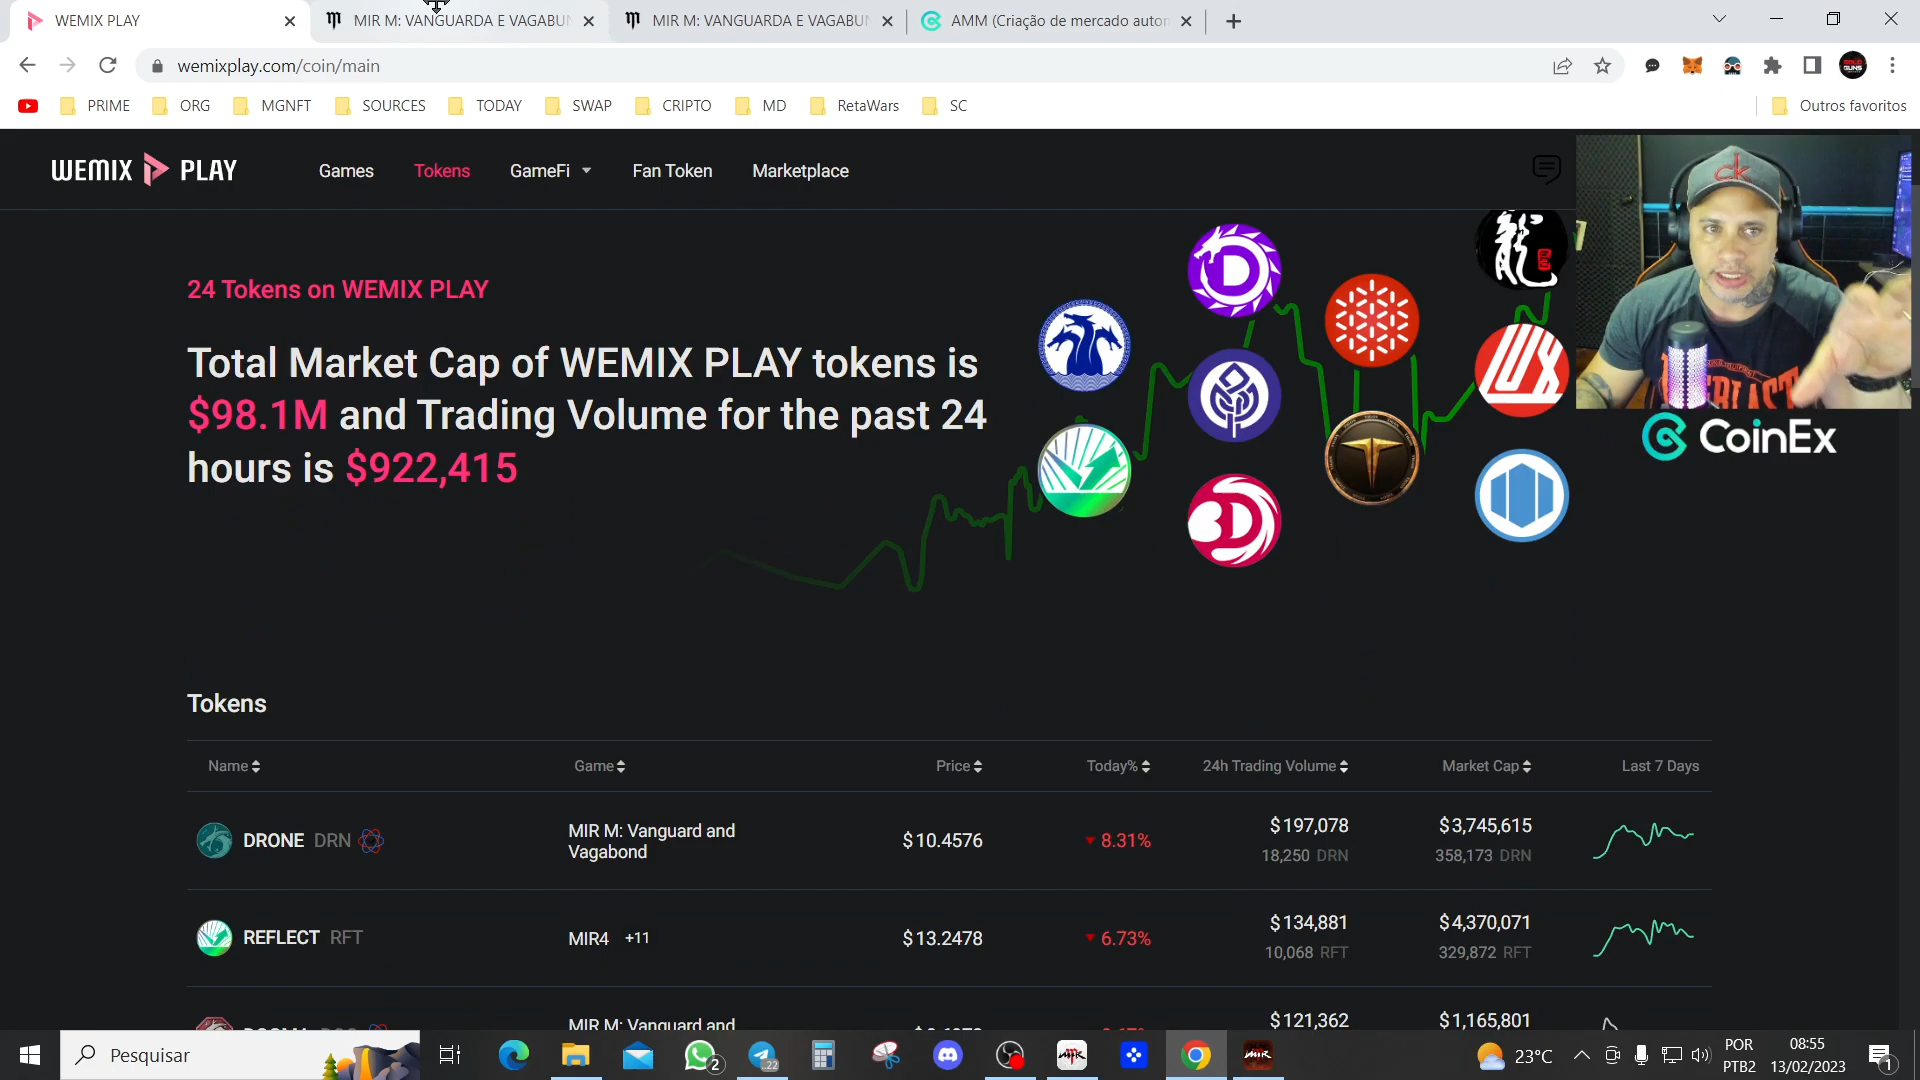 WEMIX PLAY
MIR M: VANGUARDA E VAGABUN
MIR M: VANGUARDA E VAGABUN
AMM (Criação de mercado autom
wemixplay.com/coin/main
PRIME
ORG
MGNFT
SOURCES
TODAY
SWAP
CRIPTO
MD
RetaWars
SC
Outros favoritos
WEMIX PLAY
Games
Tokens
GameFi
Fan Token
Marketplace
24 Tokens on WEMIX PLAY
Total Market Cap of WEMIX PLAY tokens is
$98.1M and Trading Volume for the past 24
hours is $922,415
CoinEx
Tokens
Name
Game
Price
Today%
24h Trading Volume
Market Cap
Last 7 Days
DRONE DRN
MIR M: Vanguard and
Vagabond
$10.4576
8.31%
$197,078
18,250 DRN
$3,745,615
358,173 DRN
REFLECT RFT
MIR4 +11
$13.2478
6.73%
$134,881
10,068 RFT
$4,370,071
329,872 RFT
MIR M: Vanguard and
$121,362
$1,165,801
Pesquisar
2
22
23°C
POR
PTB2
08:55
13/02/2023
1